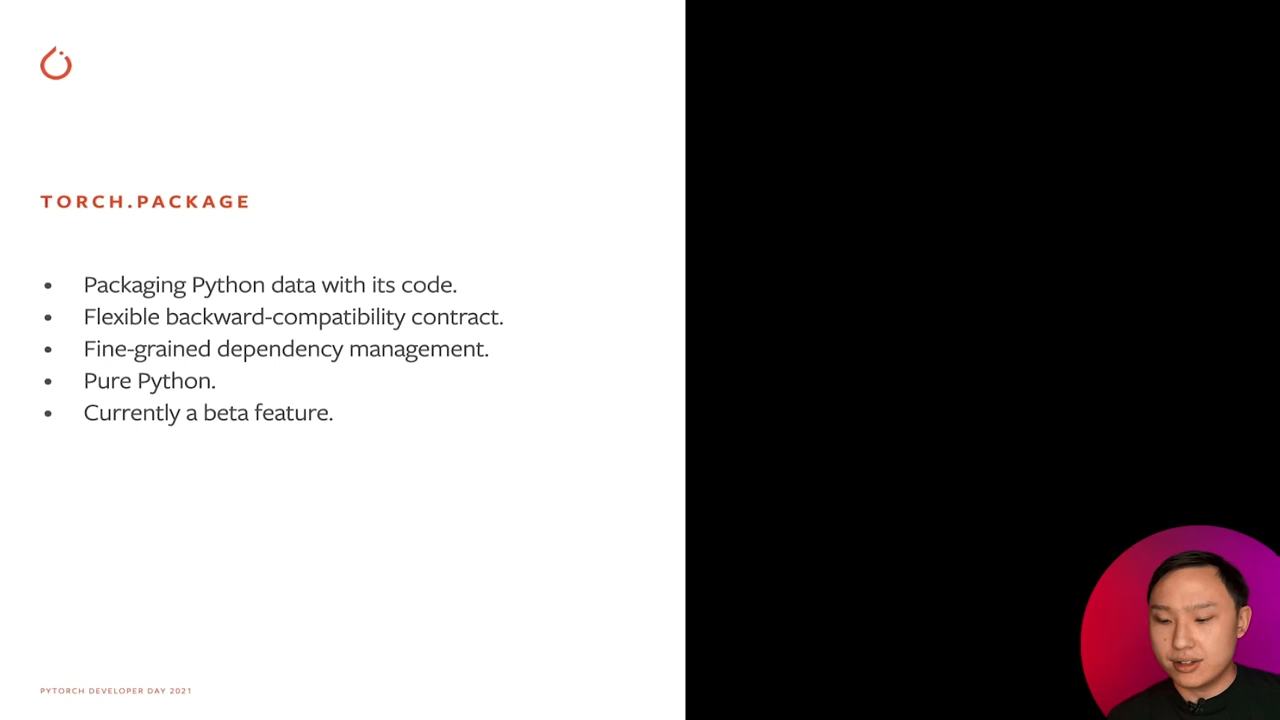 TORCH.PACKAGE
• Packaging Python data with its code.
• Flexible backward-compatibility contract.
• Fine-grained dependency management.
• Pure Python.
• Currently a beta feature.
PYTORCH DEVELOPER DAY 2021